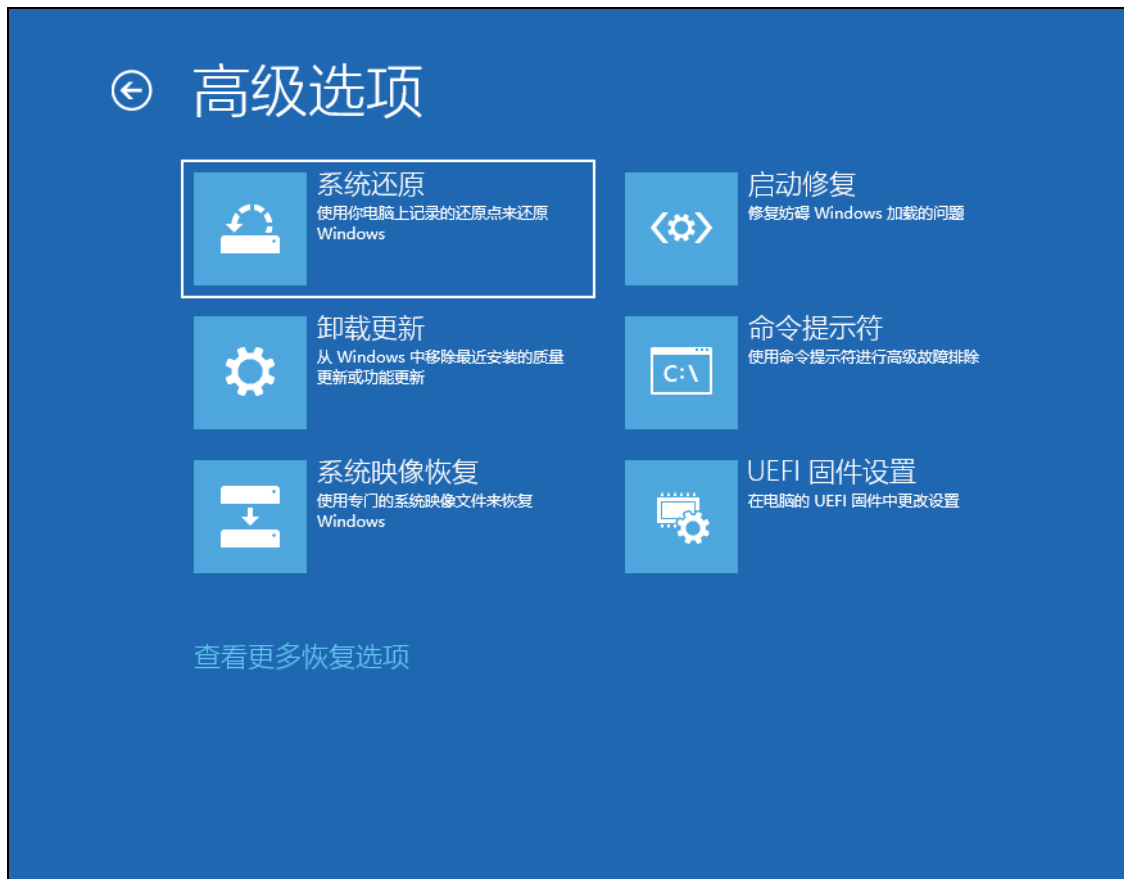 高级选项
系统还原
使用你电脑上记录的还原点来还原
Windows
启动修复
修复妨碍 Windows 加载的问题
卸载更新
从 Windows 中移除最近安装的质量
更新或功能更新
命令提示符
使用命令提示符进行高级故障排除
C:\
系统映像恢复
使用专门的系统映像文件来恢复
Windows
UEFI 固件设置
在电脑的 UEFI 固件中更改设置
查看更多恢复选项